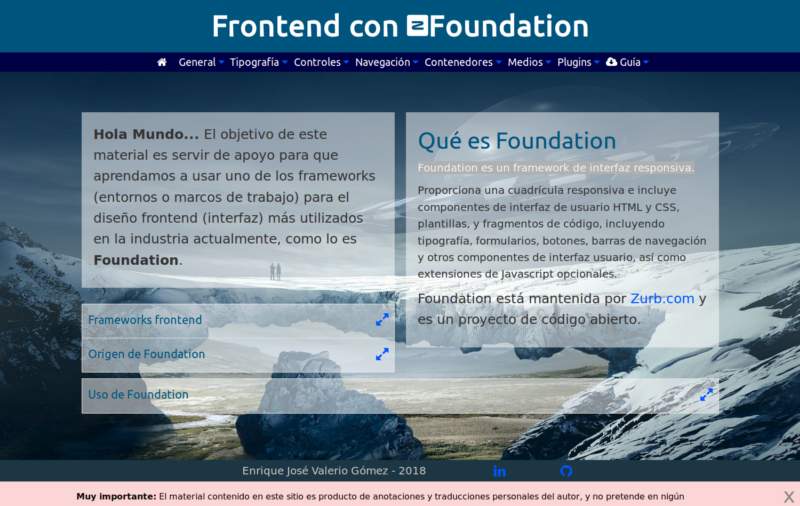 Frontend con Foundation
General Tipografía Controles Navegación Contenedores Medios Plugins Guía
Hola Mundo... El objetivo de este
material es servir de apoyo para que
aprendamos a usar uno de los frameworks
(entornos o marcos de trabajo) para el
diseño frontend (interfaz) más utilizados
en la industria actualmente, como lo es
Foundation.
Frameworks frontend
Origen de Foundation
Qué es Foundation
Foundation es un framework de interfaz responsiva.
Proporciona una cuadrícula responsiva e incluye
componentes de interfaz de usuario HTML y CSS,
plantillas, y fragmentos de código, incluyendo
tipografía, formularios, botones, barras de navegación
y otros componentes de interfaz usuario, así como
extensiones de Javascript opcionales.
Foundation está mantenida por Zurb.com y
es un proyecto de código abierto.
Uso de Foundation
Enrique José Valerio Gómez - 2018
Muy importante: El material contenido en este sitio es producto de anotaciones y traducciones personales del autor, y no pretende en nigún